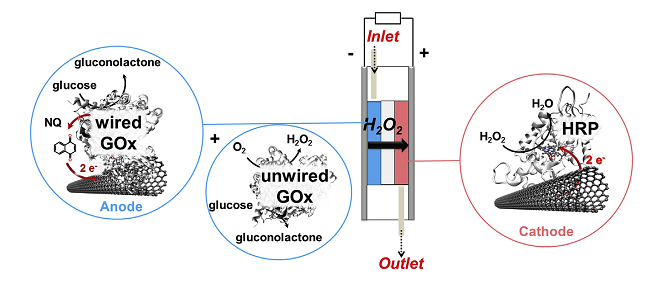 gluconolactone
glucose
NQ
wired
GOx
2 e-
Anode
+
O2
H2O2
unwired
GOx
glucose
gluconolactone
Inlet
-
+
H2O2
Outlet
H2O
H2O2
HRP
2 e-
Cathode